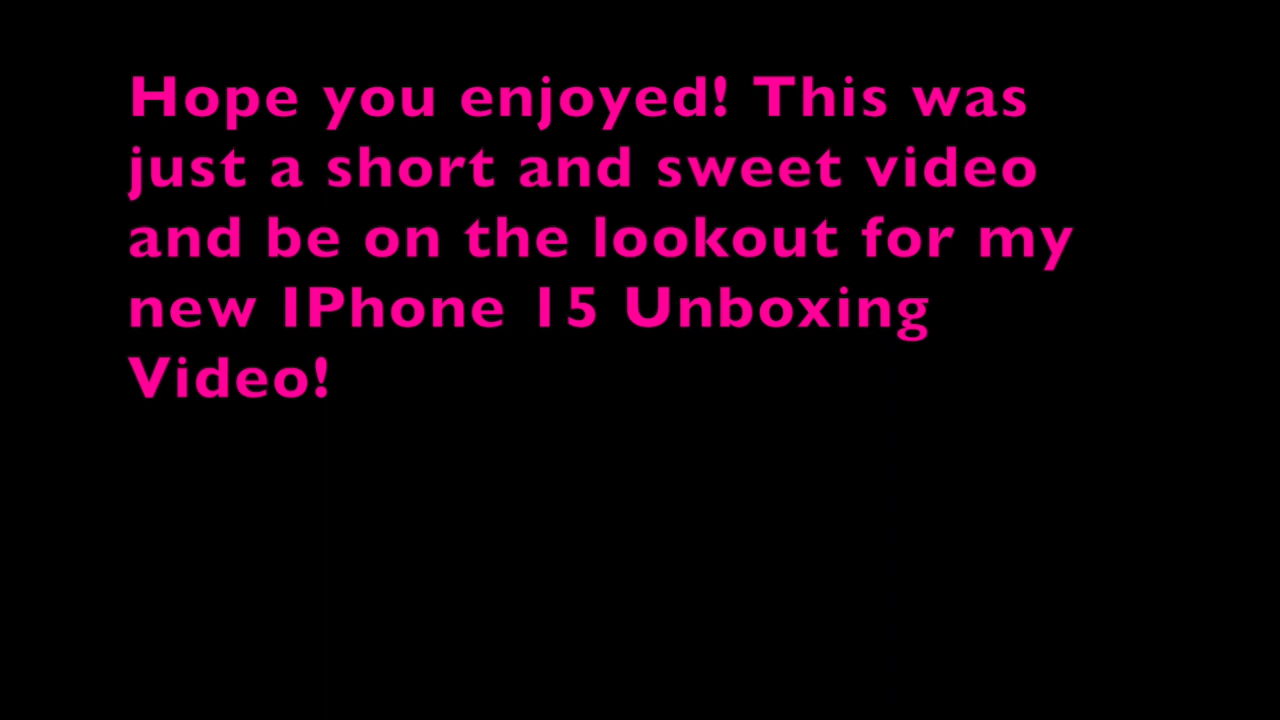 Hope you enjoyed! This was
just a short and sweet video
and be on the lookout for my
new IPhone 15 Unboxing
Video!